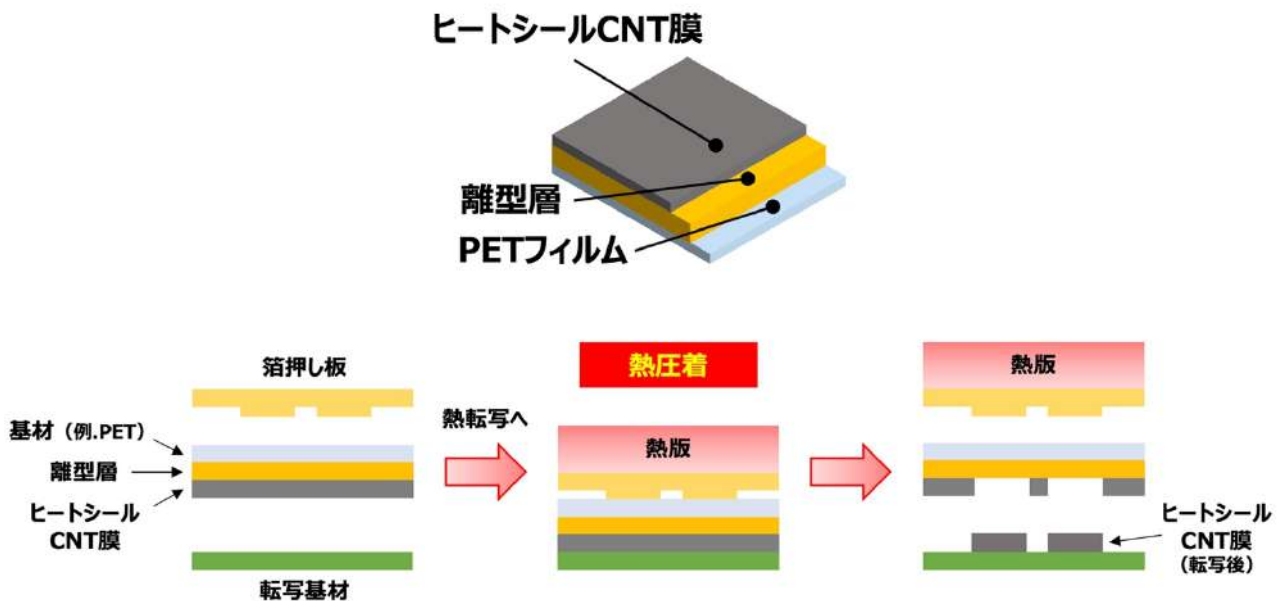 ヒートシールCNT膜
離型層
PETフィルム
箔押し板
基材（例.PET）
離型層
ヒートシール
CNT膜
転写基材
熱転写へ
熱圧着
熱版
熱版
ヒートシール
CNT膜
（転写後）